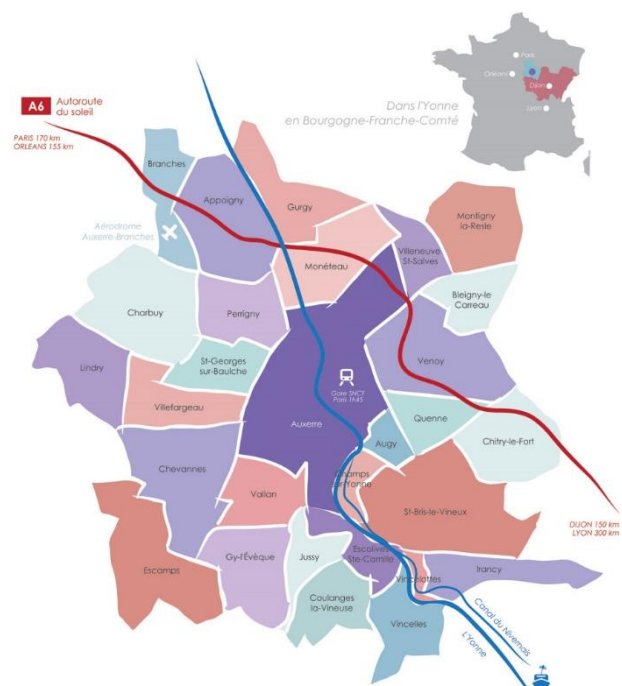 Paris
Orléans
Dijon
Lyon
Dans l'Yonne
en Bourgogne-Franche-Comté
A6
Autoroute
du soleil
PARIS 170 km
ORLEANS 155 km
Branches
Appoigny
Gurgy
Montigny
la-Resle
Aérodrome
Auxerre-Branches
Monéteau
Villeneuve
St-Salves
Bleigny-le
Carreau
Charbuy
Perrigny
Lindry
St-Georges
sur-Baulche
Venoy
Gare SNCF
Paris 1h45
Villefargeau
Auxerre
Quenne
Augy
Chitry-le-Fort
Chevannes
Champs
sur-Yonne
Vallan
St-Bris-le-Vineux
DIJON 150 km
LYON 300 km
Escamps
Gy-l'Évèque
Jussy
Escolives
Ste-Camille
Irancy
Vincelottes
Coulanges
la-Vineuse
Vincelles
Canal du Nivernais
L'Yonne